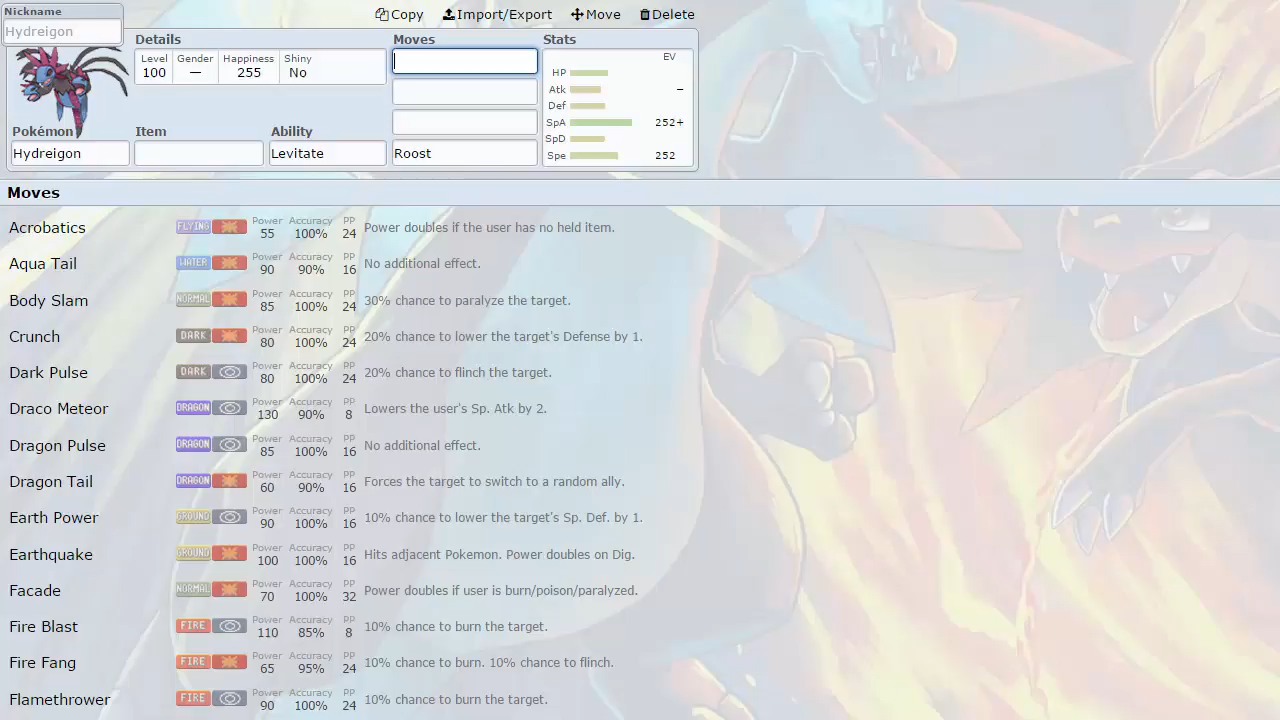 Nickname
Hydreigon
Copy Import/Export Move Delete
Details
Level Gender Happiness Shiny
100 — 255 No
Pokémon Item Ability
Hydreigon Levitate
Moves
Roost
Stats
EV
HP
Atk –
Def
SpA 252+
SpD
Spe 252
Moves
Acrobatics FLYING Power 55 Accuracy 100% PP 24 Power doubles if the user has no held item.
Aqua Tail WATER Power 90 Accuracy 90% PP 16 No additional effect.
Body Slam NORMAL Power 85 Accuracy 100% PP 24 30% chance to paralyze the target.
Crunch DARK Power 80 Accuracy 100% PP 24 20% chance to lower the target's Defense by 1.
Dark Pulse DARK Power 80 Accuracy 100% PP 24 20% chance to flinch the target.
Draco Meteor DRAGON Power 130 Accuracy 90% PP 8 Lowers the user's Sp. Atk by 2.
Dragon Pulse DRAGON Power 85 Accuracy 100% PP 16 No additional effect.
Dragon Tail DRAGON Power 60 Accuracy 90% PP 16 Forces the target to switch to a random ally.
Earth Power GROUND Power 90 Accuracy 100% PP 16 10% chance to lower the target's Sp. Def. by 1.
Earthquake GROUND Power 100 Accuracy 100% PP 16 Hits adjacent Pokemon. Power doubles on Dig.
Facade NORMAL Power 70 Accuracy 100% PP 32 Power doubles if user is burn/poison/paralyzed.
Fire Blast FIRE Power 110 Accuracy 85% PP 8 10% chance to burn the target.
Fire Fang FIRE Power 65 Accuracy 95% PP 24 10% chance to burn. 10% chance to flinch.
Flamethrower FIRE Power 90 Accuracy 100% PP 24 10% chance to burn the target.